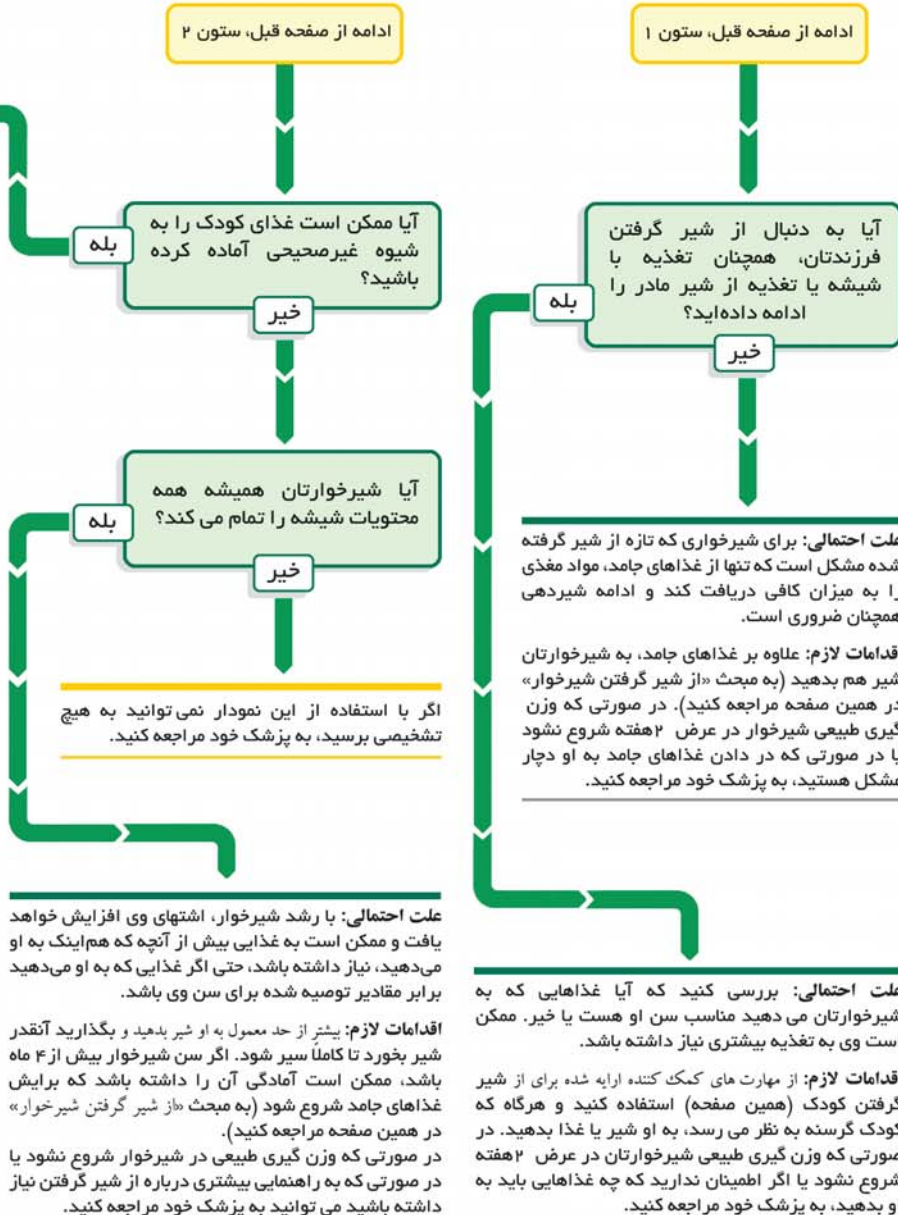 ادامه از صفحه قبل، ستون ۱
آیا به دنبال از شیر گرفتن
فرزندتان، همچنان تغذیه با
شیشه یا تغذیه از شیر مادر را
ادامه داده‌اید؟
بله
خیر
علت احتمالی: برای شیرخواری که تازه از شیر گرفته
شده مشکل است که تنها از غذاهای جامد، مواد مغذی
را به میزان کافی دریافت کند و ادامه شیردهی
همچنان ضروری است.
اقدامات لازم: علاوه بر غذاهای جامد، به شیرخوارتان
شیر هم بدهید (به مبحث «از شیر گرفتن شیرخوار»
در همین صفحه مراجعه کنید). در صورتی که وزن
گیری طبیعی شیرخوار در عرض ۲هفته شروع نشود
یا در صورتی که در دادن غذاهای جامد به او دچار
مشکل هستید، به پزشک خود مراجعه کنید.
علت احتمالی: بررسی کنید که آیا غذاهایی که به
شیرخوارتان می دهید مناسب سن او هست یا خیر. ممکن
است وی به تغذیه بیشتری نیاز داشته باشد.
اقدامات لازم: از مهارت های کمک کننده ارایه شده برای از شیر
گرفتن کودک (همین صفحه) استفاده کنید و هرگاه که
کودک گرسنه به نظر می رسد، به او شیر یا غذا بدهید. در
صورتی که وزن گیری طبیعی شیرخوارتان در عرض ۲هفته
شروع نشود یا اگر اطمینان ندارید که چه غذاهایی باید به
او بدهید، به پزشک خود مراجعه کنید.
ادامه از صفحه قبل، ستون ۲
آیا ممکن است غذای کودک را به
شیوه غیرصحیحی آماده کرده
باشید؟
بله
خیر
آیا شیرخوارتان همیشه همه
محتویات شیشه را تمام می کند؟
بله
خیر
اگر با استفاده از این نمودار نمی‌توانید به هیچ
تشخیصی برسید، به پزشک خود مراجعه کنید.
علت احتمالی: با رشد شیرخوار، اشتهای وی افزایش خواهد
یافت و ممکن است به غذایی بیش از آنچه که هم‌اینک به او
می‌دهید، نیاز داشته باشد، حتی اگر غذایی که به او می‌دهید
برابر مقادیر توصیه شده برای سن وی باشد.
اقدامات لازم: بیشتر از حد معمول به او شیر بدهید و بگذارید آنقدر
شیر بخورد تا کاملاً سیر شود. اگر سن شیرخوار بیش از۴ ماه
باشد، ممکن است آمادگی آن را داشته باشد که برایش
غذاهای جامد شروع شود (به مبحث «از شیر گرفتن شیرخوار»
در همین صفحه مراجعه کنید).
در صورتی که وزن گیری طبیعی در شیرخوار شروع نشود یا
در صورتی که به راهنمایی بیشتری درباره از شیر گرفتن نیاز
داشته باشید می توانید به پزشک خود مراجعه کنید.